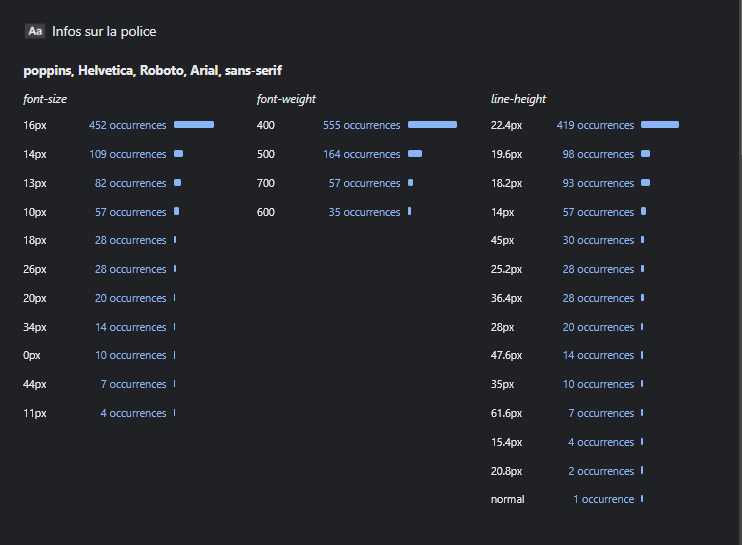 Aa Infos sur la police
poppins, Helvetica, Roboto, Arial, sans-serif
font-size font-weight line-height
16px 452 occurrences 400 555 occurrences 22.4px 419 occurrences
14px 109 occurrences 500 164 occurrences 19.6px 98 occurrences
13px 82 occurrences 700 57 occurrences 18.2px 93 occurrences
10px 57 occurrences 600 35 occurrences 14px 57 occurrences
18px 28 occurrences 45px 30 occurrences
26px 28 occurrences 25.2px 28 occurrences
20px 20 occurrences 36.4px 28 occurrences
34px 14 occurrences 28px 20 occurrences
0px 10 occurrences 47.6px 14 occurrences
44px 7 occurrences 35px 10 occurrences
11px 4 occurrences 61.6px 7 occurrences
15.4px 4 occurrences
20.8px 2 occurrences
normal 1 occurrence